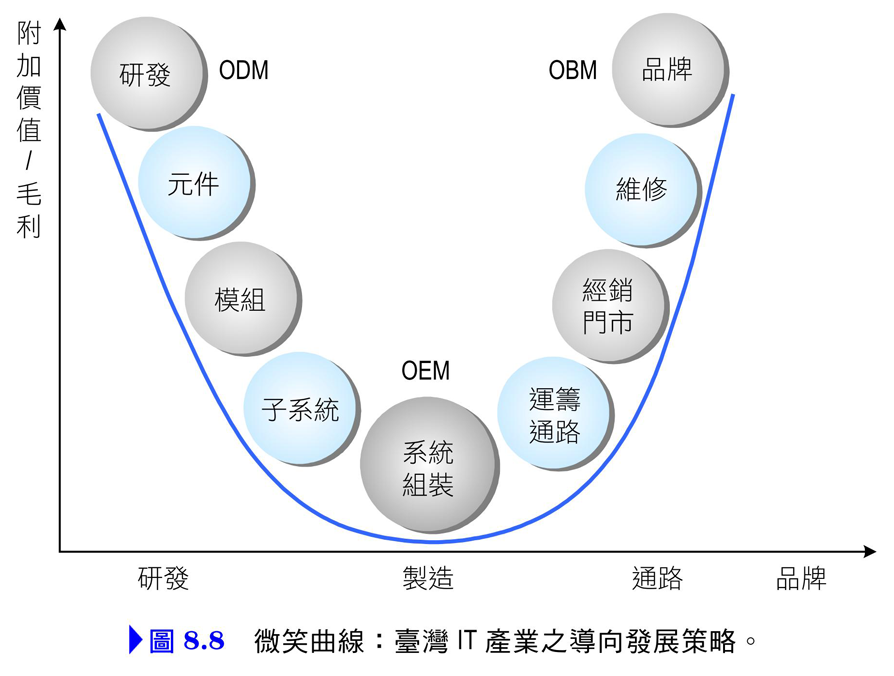 附加價值/毛利
研發
ODM
元件
模組
子系統
OEM
系統
組裝
運籌
通路
經銷
門市
維修
OBM
品牌
研發
製造
通路
品牌
圖 8.8 微笑曲線：臺灣 IT 產業之導向發展策略。